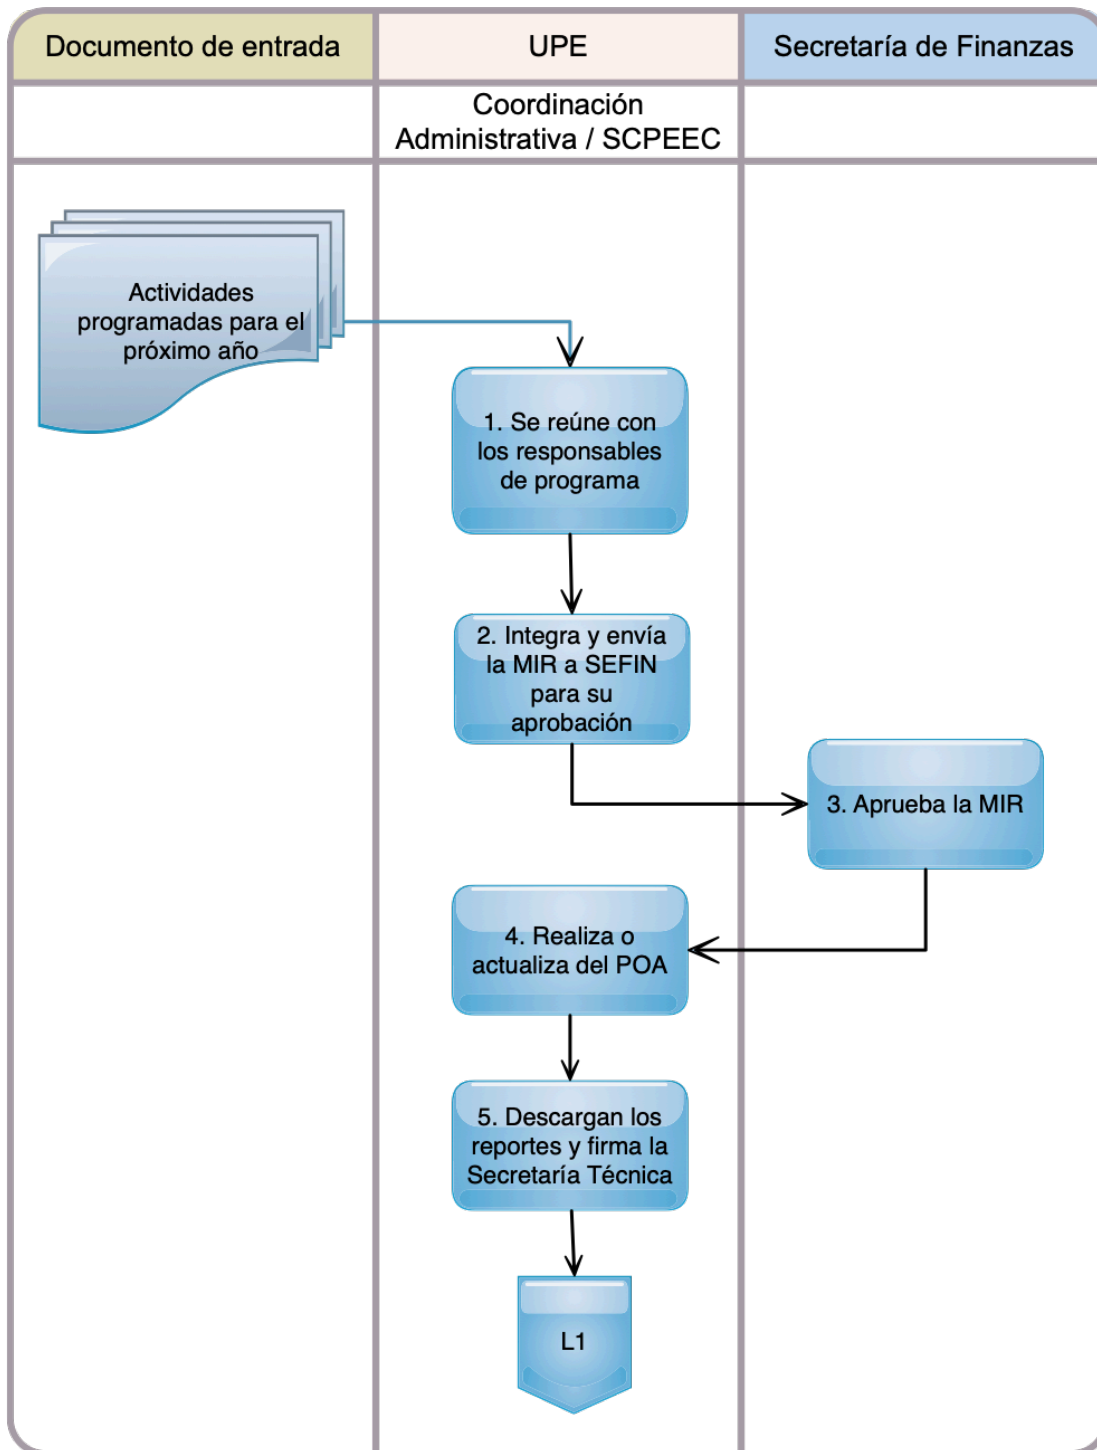 Documento de entrada
UPE
Secretaría de Finanzas
Coordinación
Administrativa / SCPEEC
Actividades
programadas para el
próximo año
1. Se reúne con
los responsables
de programa
2. Integra y envía
la MIR a SEFIN
para su
aprobación
3. Aprueba la MIR
4. Realiza o
actualiza del POA
5. Descargan los
reportes y firma la
Secretaría Técnica
L1